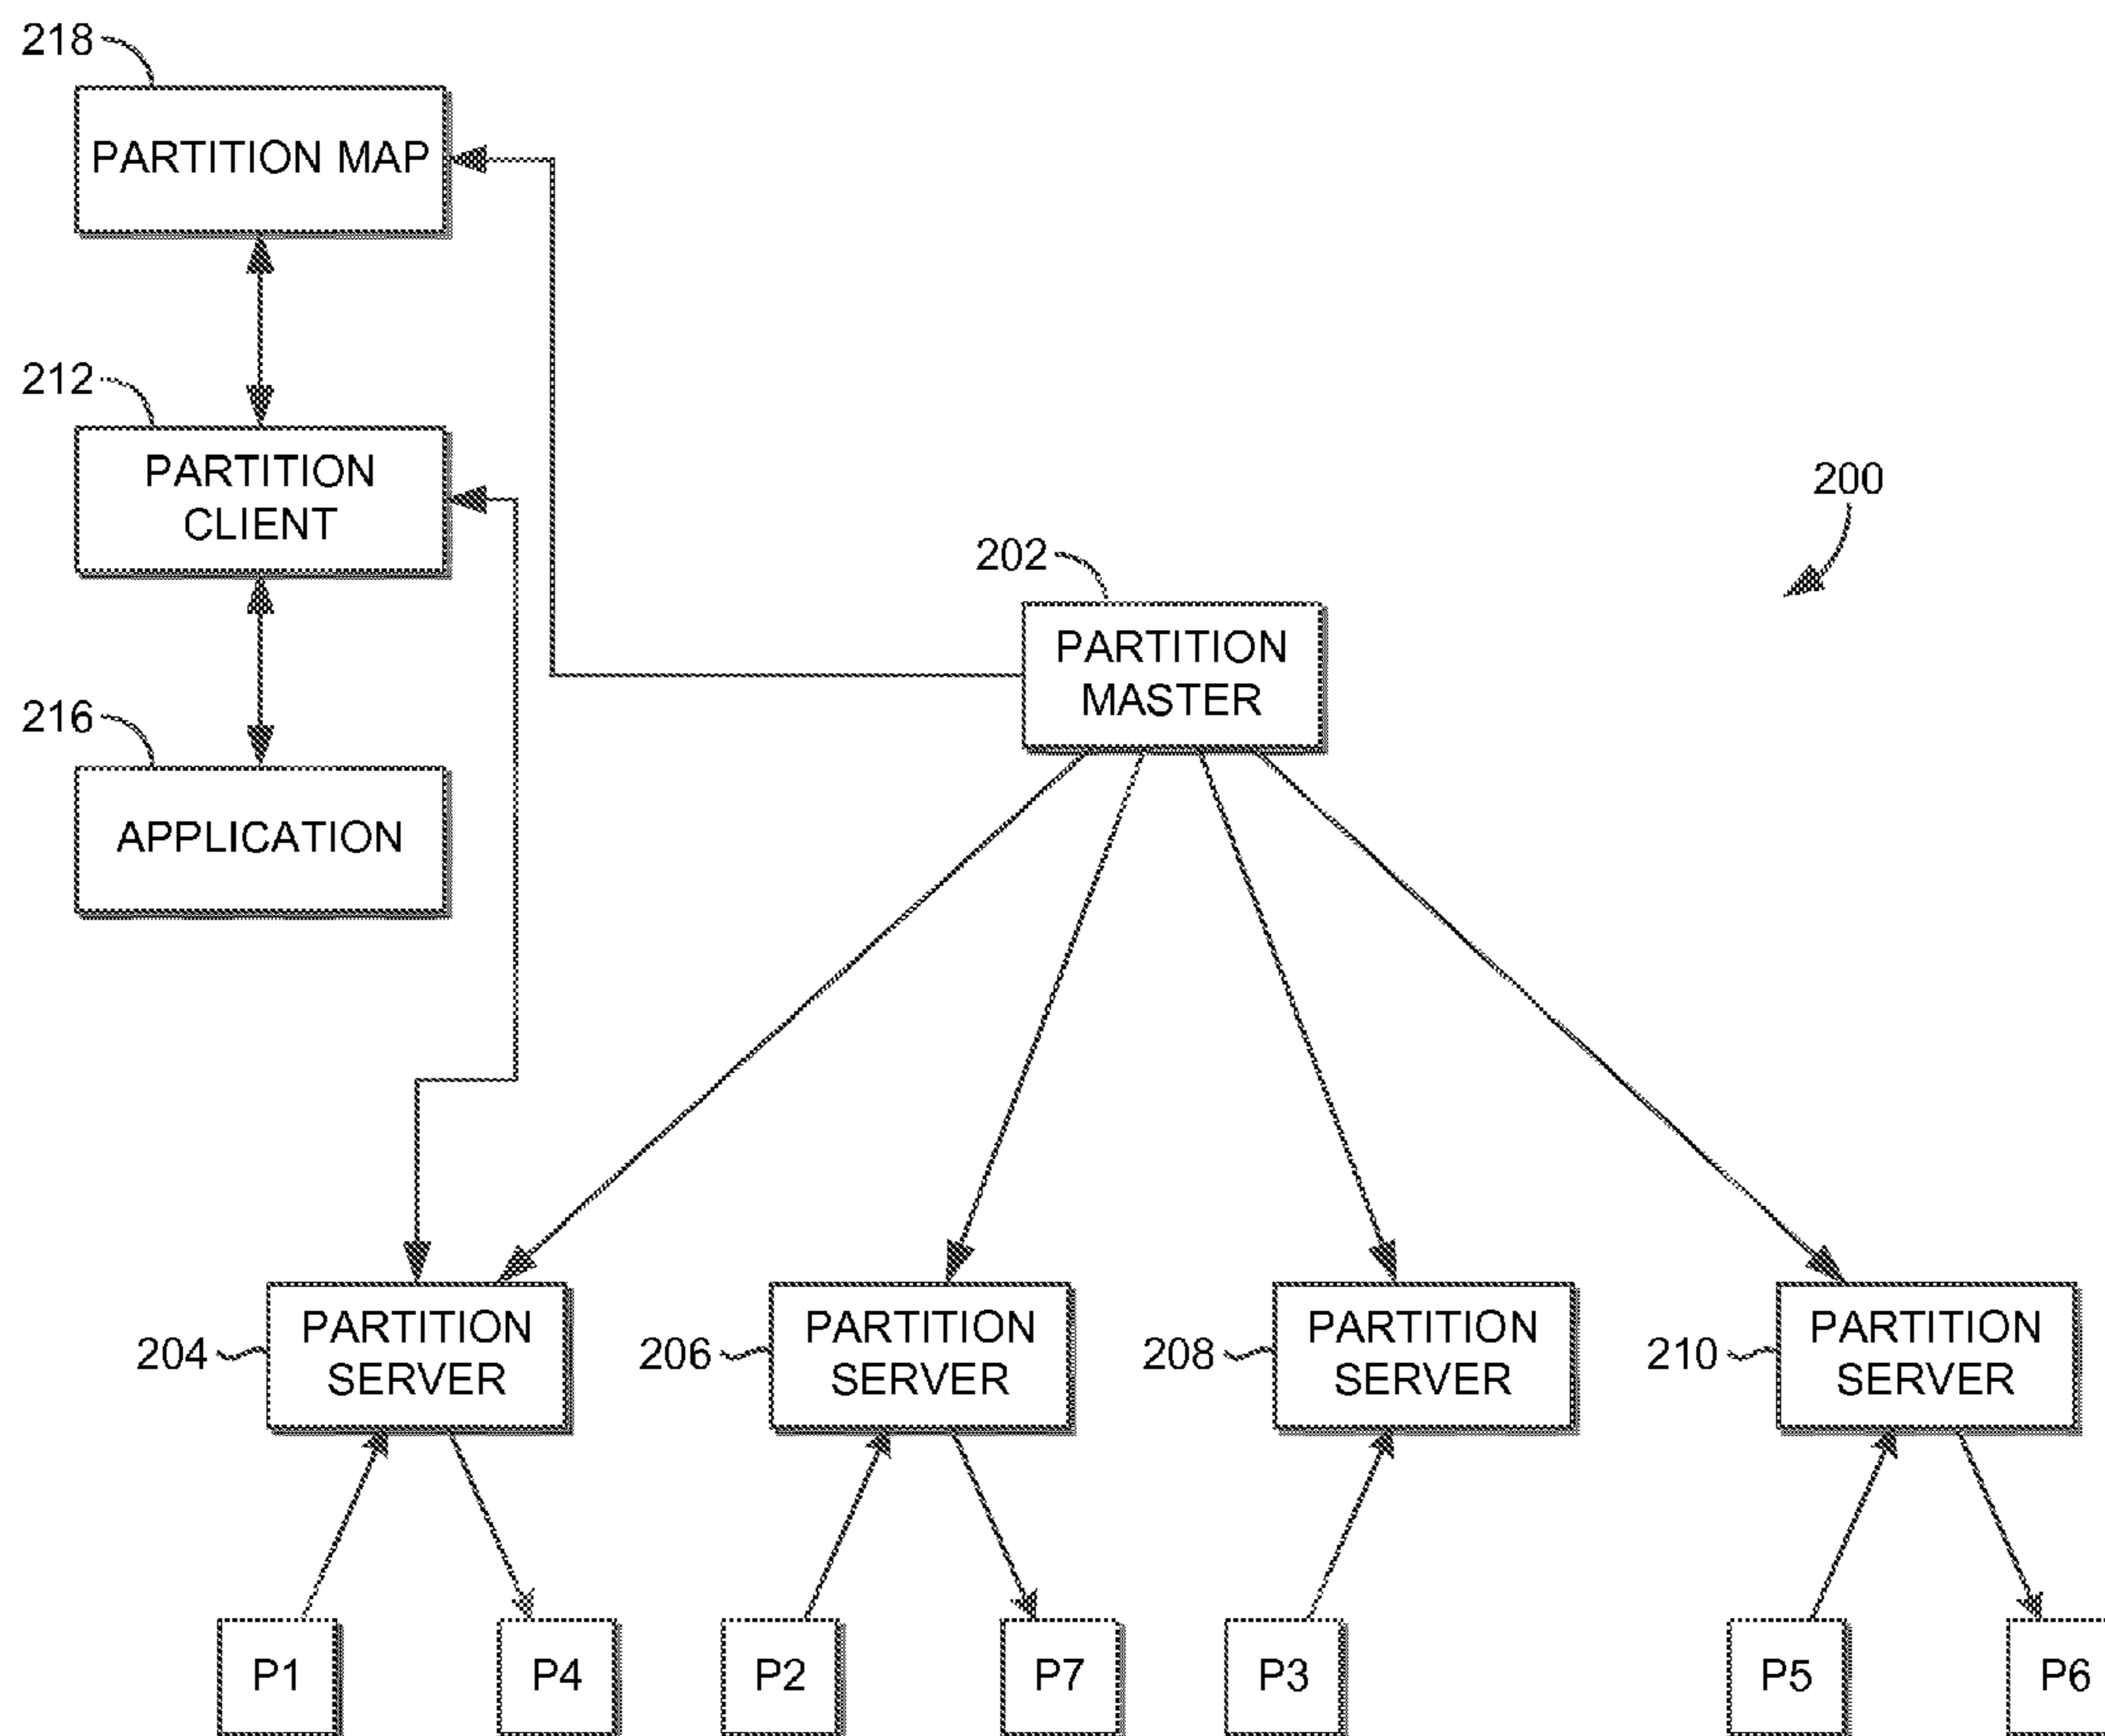 218
PARTITION MAP
212
PARTITION
CLIENT
200
202
PARTITION
MASTER
216
APPLICATION
204
PARTITION
SERVER
206
PARTITION
SERVER
208
PARTITION
SERVER
210
PARTITION
SERVER
P1
P4
P2
P7
P3
P5
P6